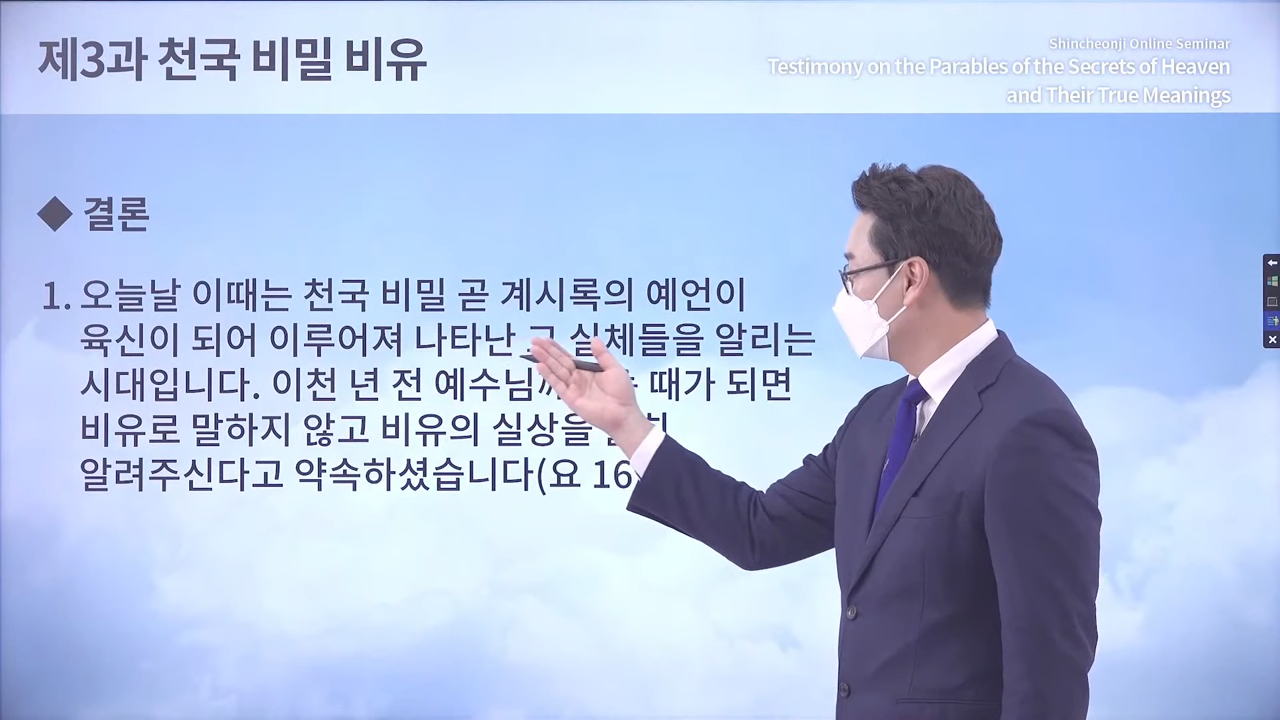 제3과 천국 비밀 비유
Shincheonji Online Seminar
Testimony on the Parables of the Secrets of Heaven
and Their True Meanings
◆ 결론
1. 오늘날 이때는 천국 비밀 곧 계시록의 예언이
육신이 되어 이루어져 나타난 실체들을 알리는
시대입니다. 이천 년 전 때가 되면
비유로 말하지 않고 비유의 실상을
알려주신다고 약속하셨습니다(요 16